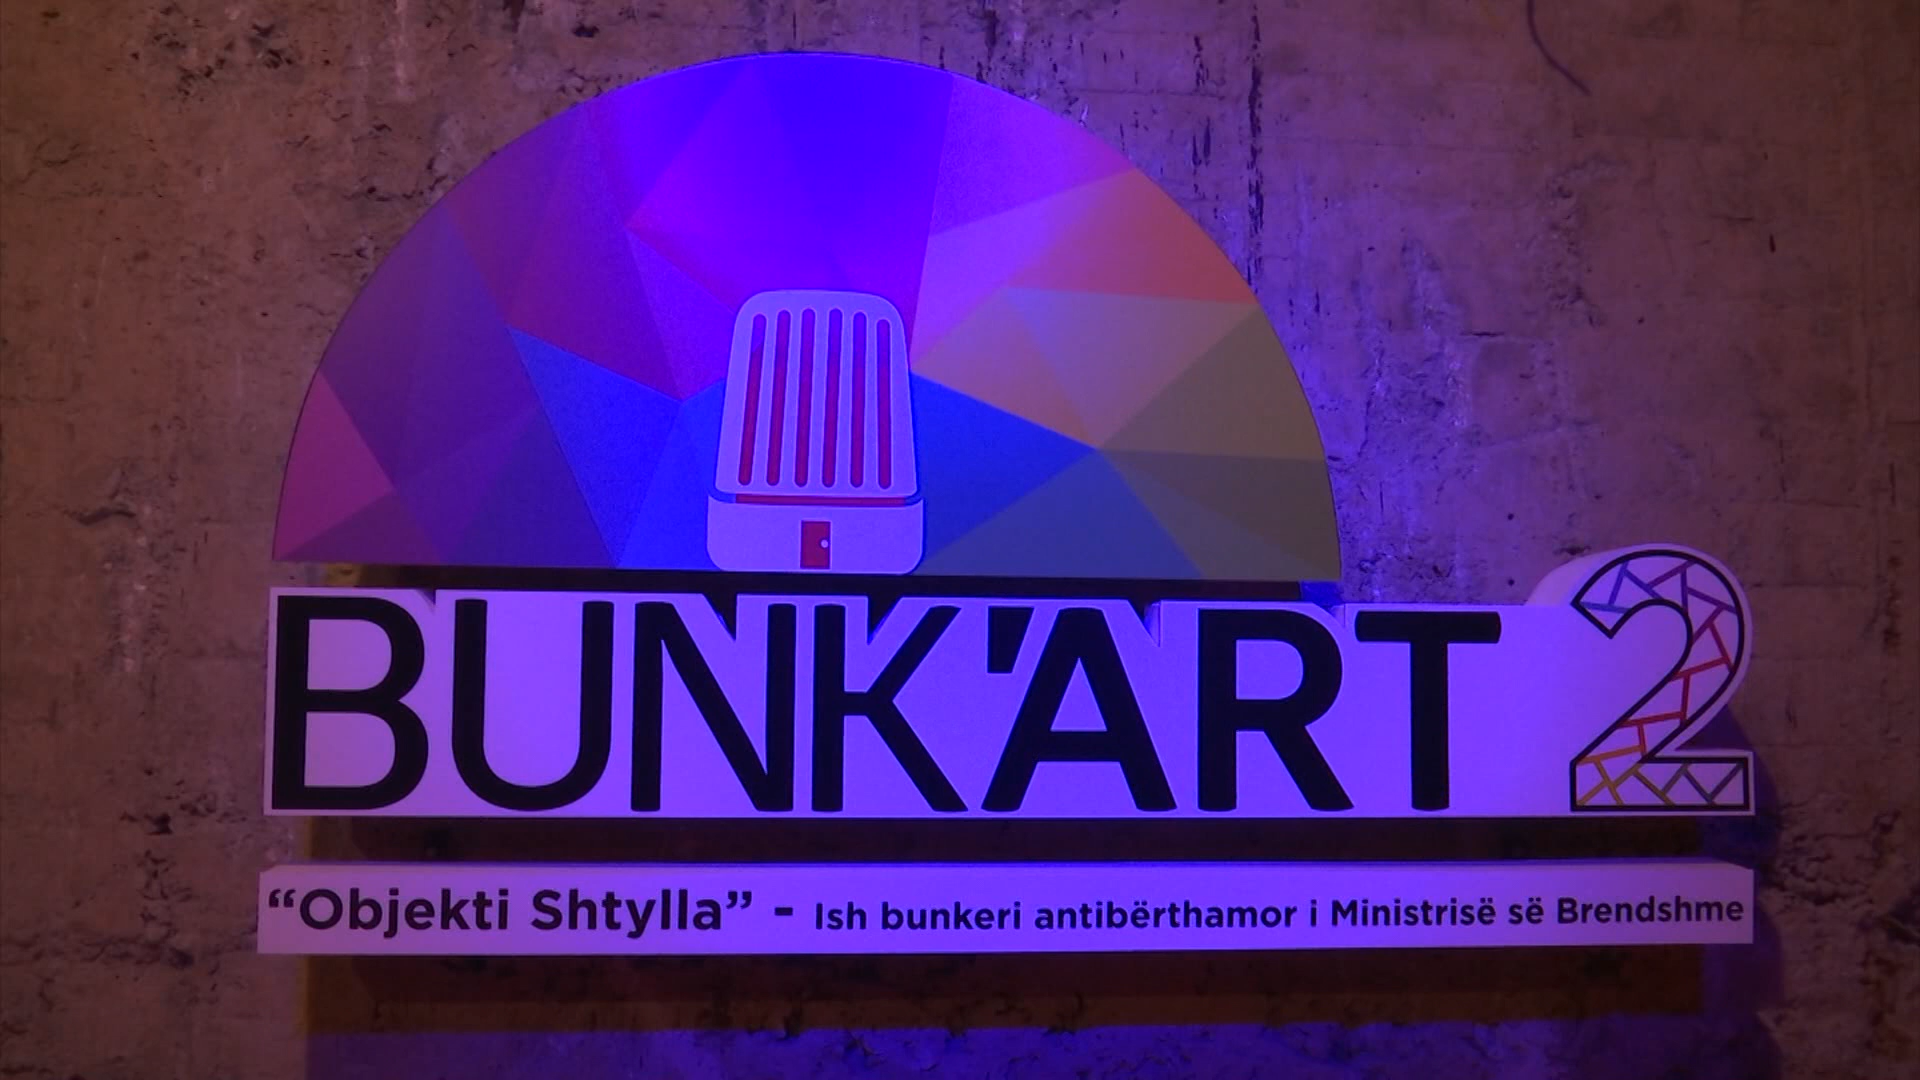 BUNK'ART 2
“Objekti Shtylla” - Ish bunkeri antibërthamor i Ministrisë së Brendshme